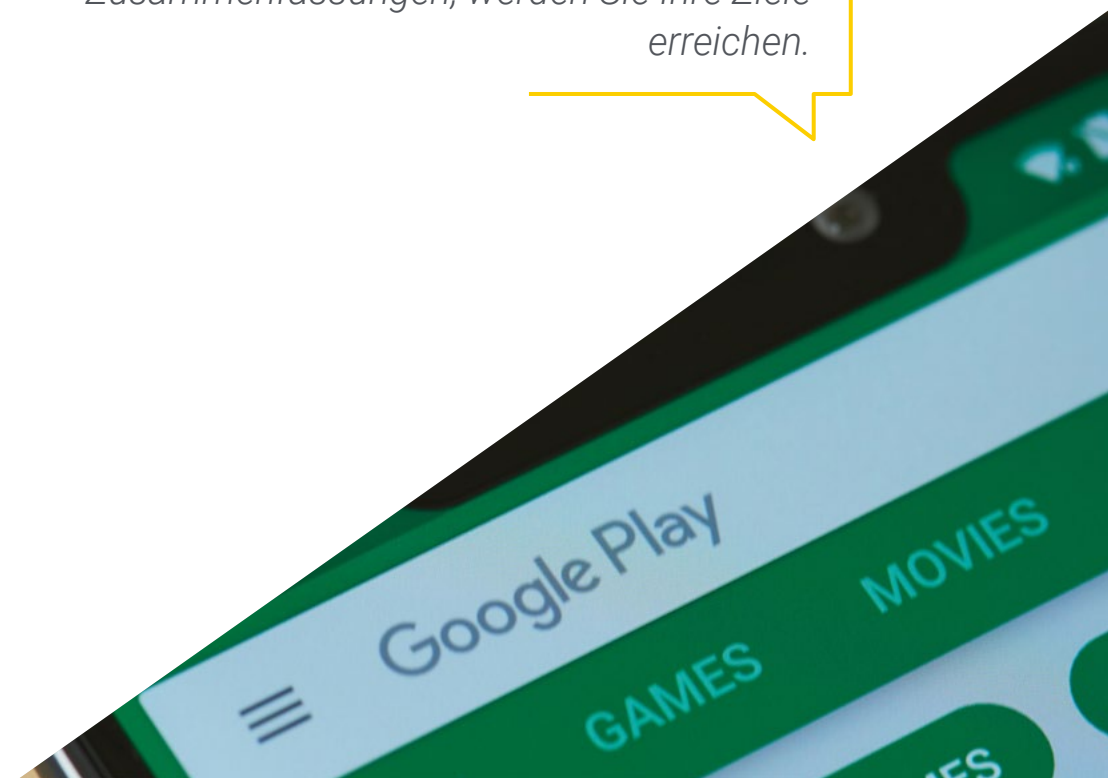 Zusammenfassungen, werden Sie Ihre Ziele
erreichen.
Google Play
GAMES
MOVIES